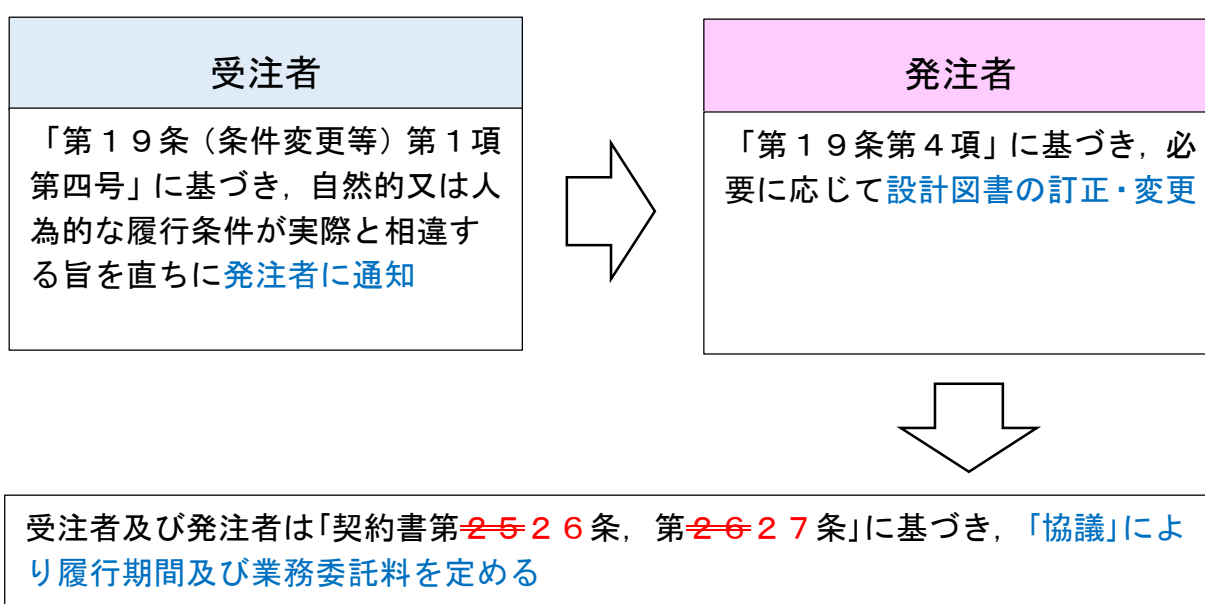 受注者
「第１９条（条件変更等）第１項
第四号」に基づき，自然的又は人
為的な履行条件が実際と相違す
る旨を直ちに発注者に通知
発注者
「第１９条第４項」に基づき，必
要に応じて設計図書の訂正・変更
受注者及び発注者は「契約書第２５２６条，第２６２７条」に基づき，「協議」によ
り履行期間及び業務委託料を定める